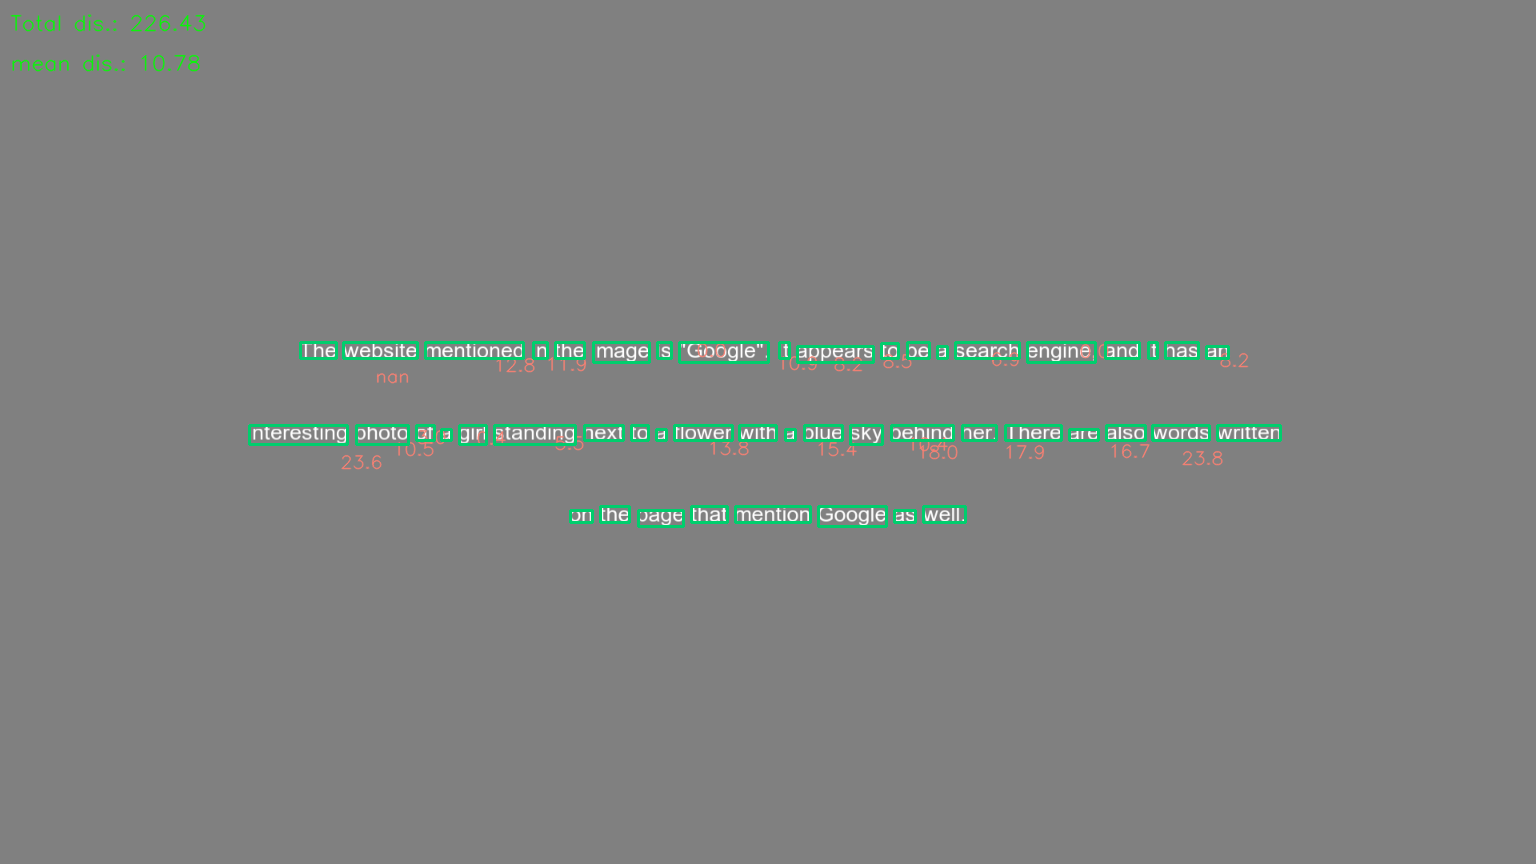 Total dis.: 226.43
mean dis.: 10.78
The website mentioned in the image is "Google". It appears to be a search engine, and it has an
12.8 11.9 10.9 8.2 8.5 6.9 8.2
nan
interesting photo of a girl standing next to a flower with a blue sky behind her. There are also words written
23.6 10.5 13.8 15.4 10.4 18.0 17.9 16.7 23.8
on the page that mention Google as well.